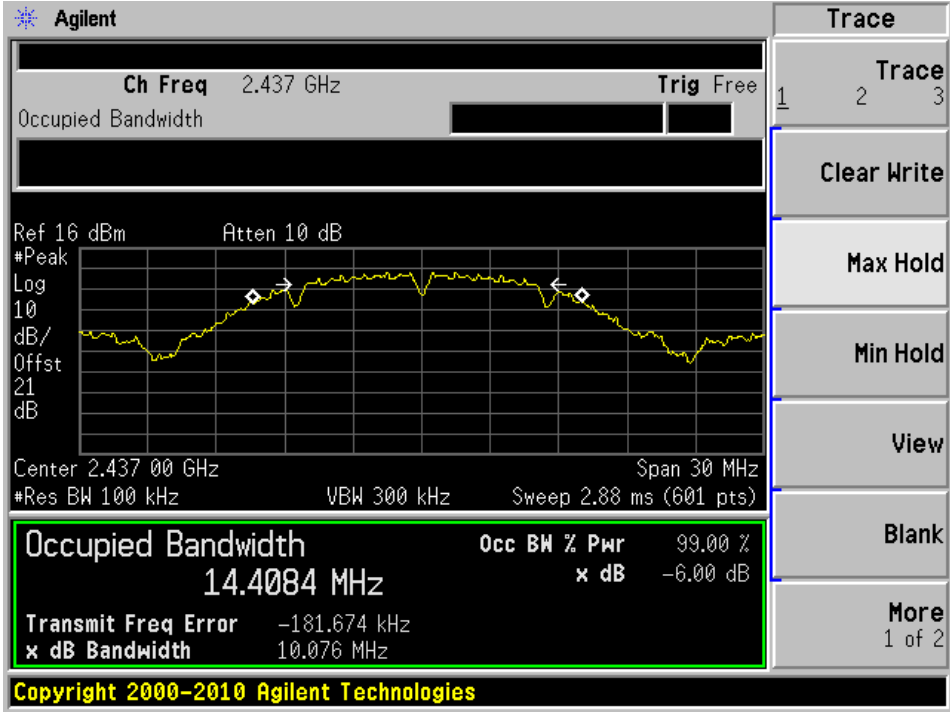 Agilent
Trace
Ch Freq 2.437 GHz Trig Free
Occupied Bandwidth
Trace
1 2 3
Clear Write
Max Hold
Min Hold
View
Blank
More
1 of 2
Ref 16 dBm Atten 10 dB
#Peak
Log
10
dB/
Offst
21
dB
Center 2.437 00 GHz Span 30 MHz
#Res BW 100 kHz VBW 300 kHz Sweep 2.88 ms (601 pts)
Occupied Bandwidth Occ BW % Pwr 99.00 %
14.4084 MHz x dB -6.00 dB
Transmit Freq Error -181.674 kHz
x dB Bandwidth 10.076 MHz
Copyright 2000-2010 Agilent Technologies